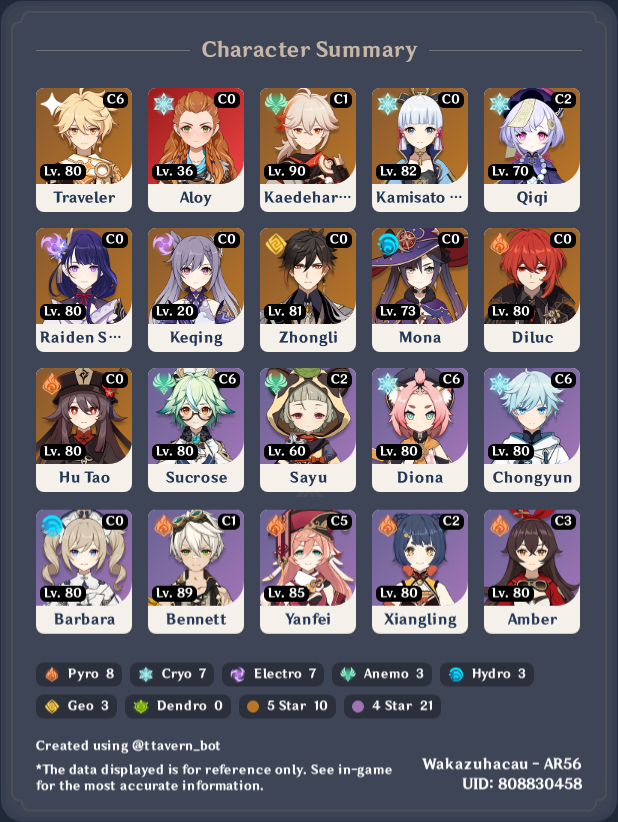 Character Summary
C6 C0 C1 C0 C2
Lv. 80 Lv. 36 Lv. 90 Lv. 82 Lv. 70
Traveler Aloy Kaedehar··· Kamisato ··· Qiqi
C0 C0 C0 C0 C0
Lv. 80 Lv. 20 Lv. 81 Lv. 73 Lv. 80
Raiden S··· Keqing Zhongli Mona Diluc
C0 C6 C2 C6 C6
Lv. 80 Lv. 80 Lv. 60 Lv. 80 Lv. 80
Hu Tao Sucrose Sayu Diona Chongyun
C0 C1 C5 C2 C3
Lv. 80 Lv. 89 Lv. 85 Lv. 80 Lv. 80
Barbara Bennett Yanfei Xiangling Amber
Pyro 8 Cryo 7 Electro 7 Anemo 3 Hydro 3
Geo 3 Dendro 0 5 Star 10 4 Star 21
Created using @ttavern_bot
*The data displayed is for reference only. See in-game
for the most accurate information.
Wakazuhacau - AR56
UID: 808830458